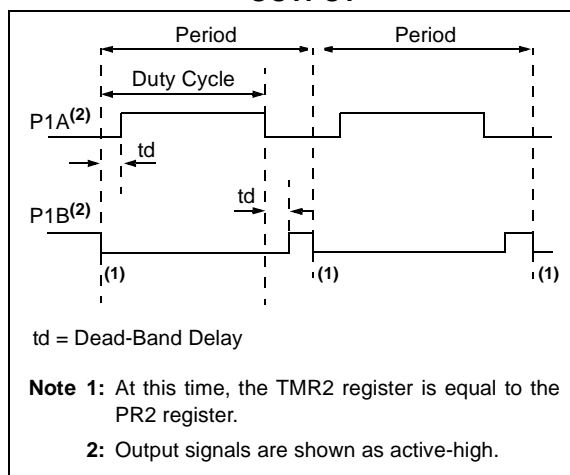 Period Period
Duty Cycle
P1A(2)
td
td
P1B(2)
(1) (1) (1)
td = Dead-Band Delay
Note 1: At this time, the TMR2 register is equal to the
PR2 register.
2: Output signals are shown as active-high.